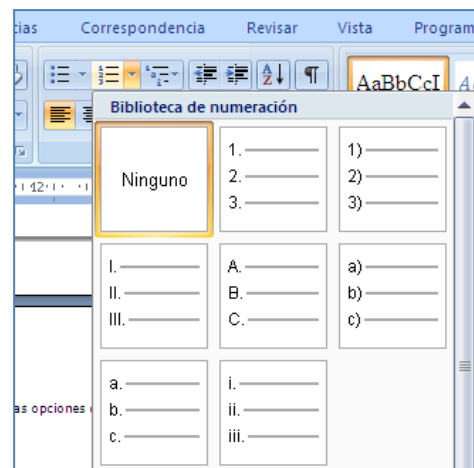 cias Correspondencia Revisar Vista Program
AaBbCcI
Biblioteca de numeración
Ninguno
1.
2.
3.
1)
2)
3)
I.
II.
III.
A.
B.
C.
a)
b)
c)
a.
b.
c.
i.
ii.
iii.
12
as opciones